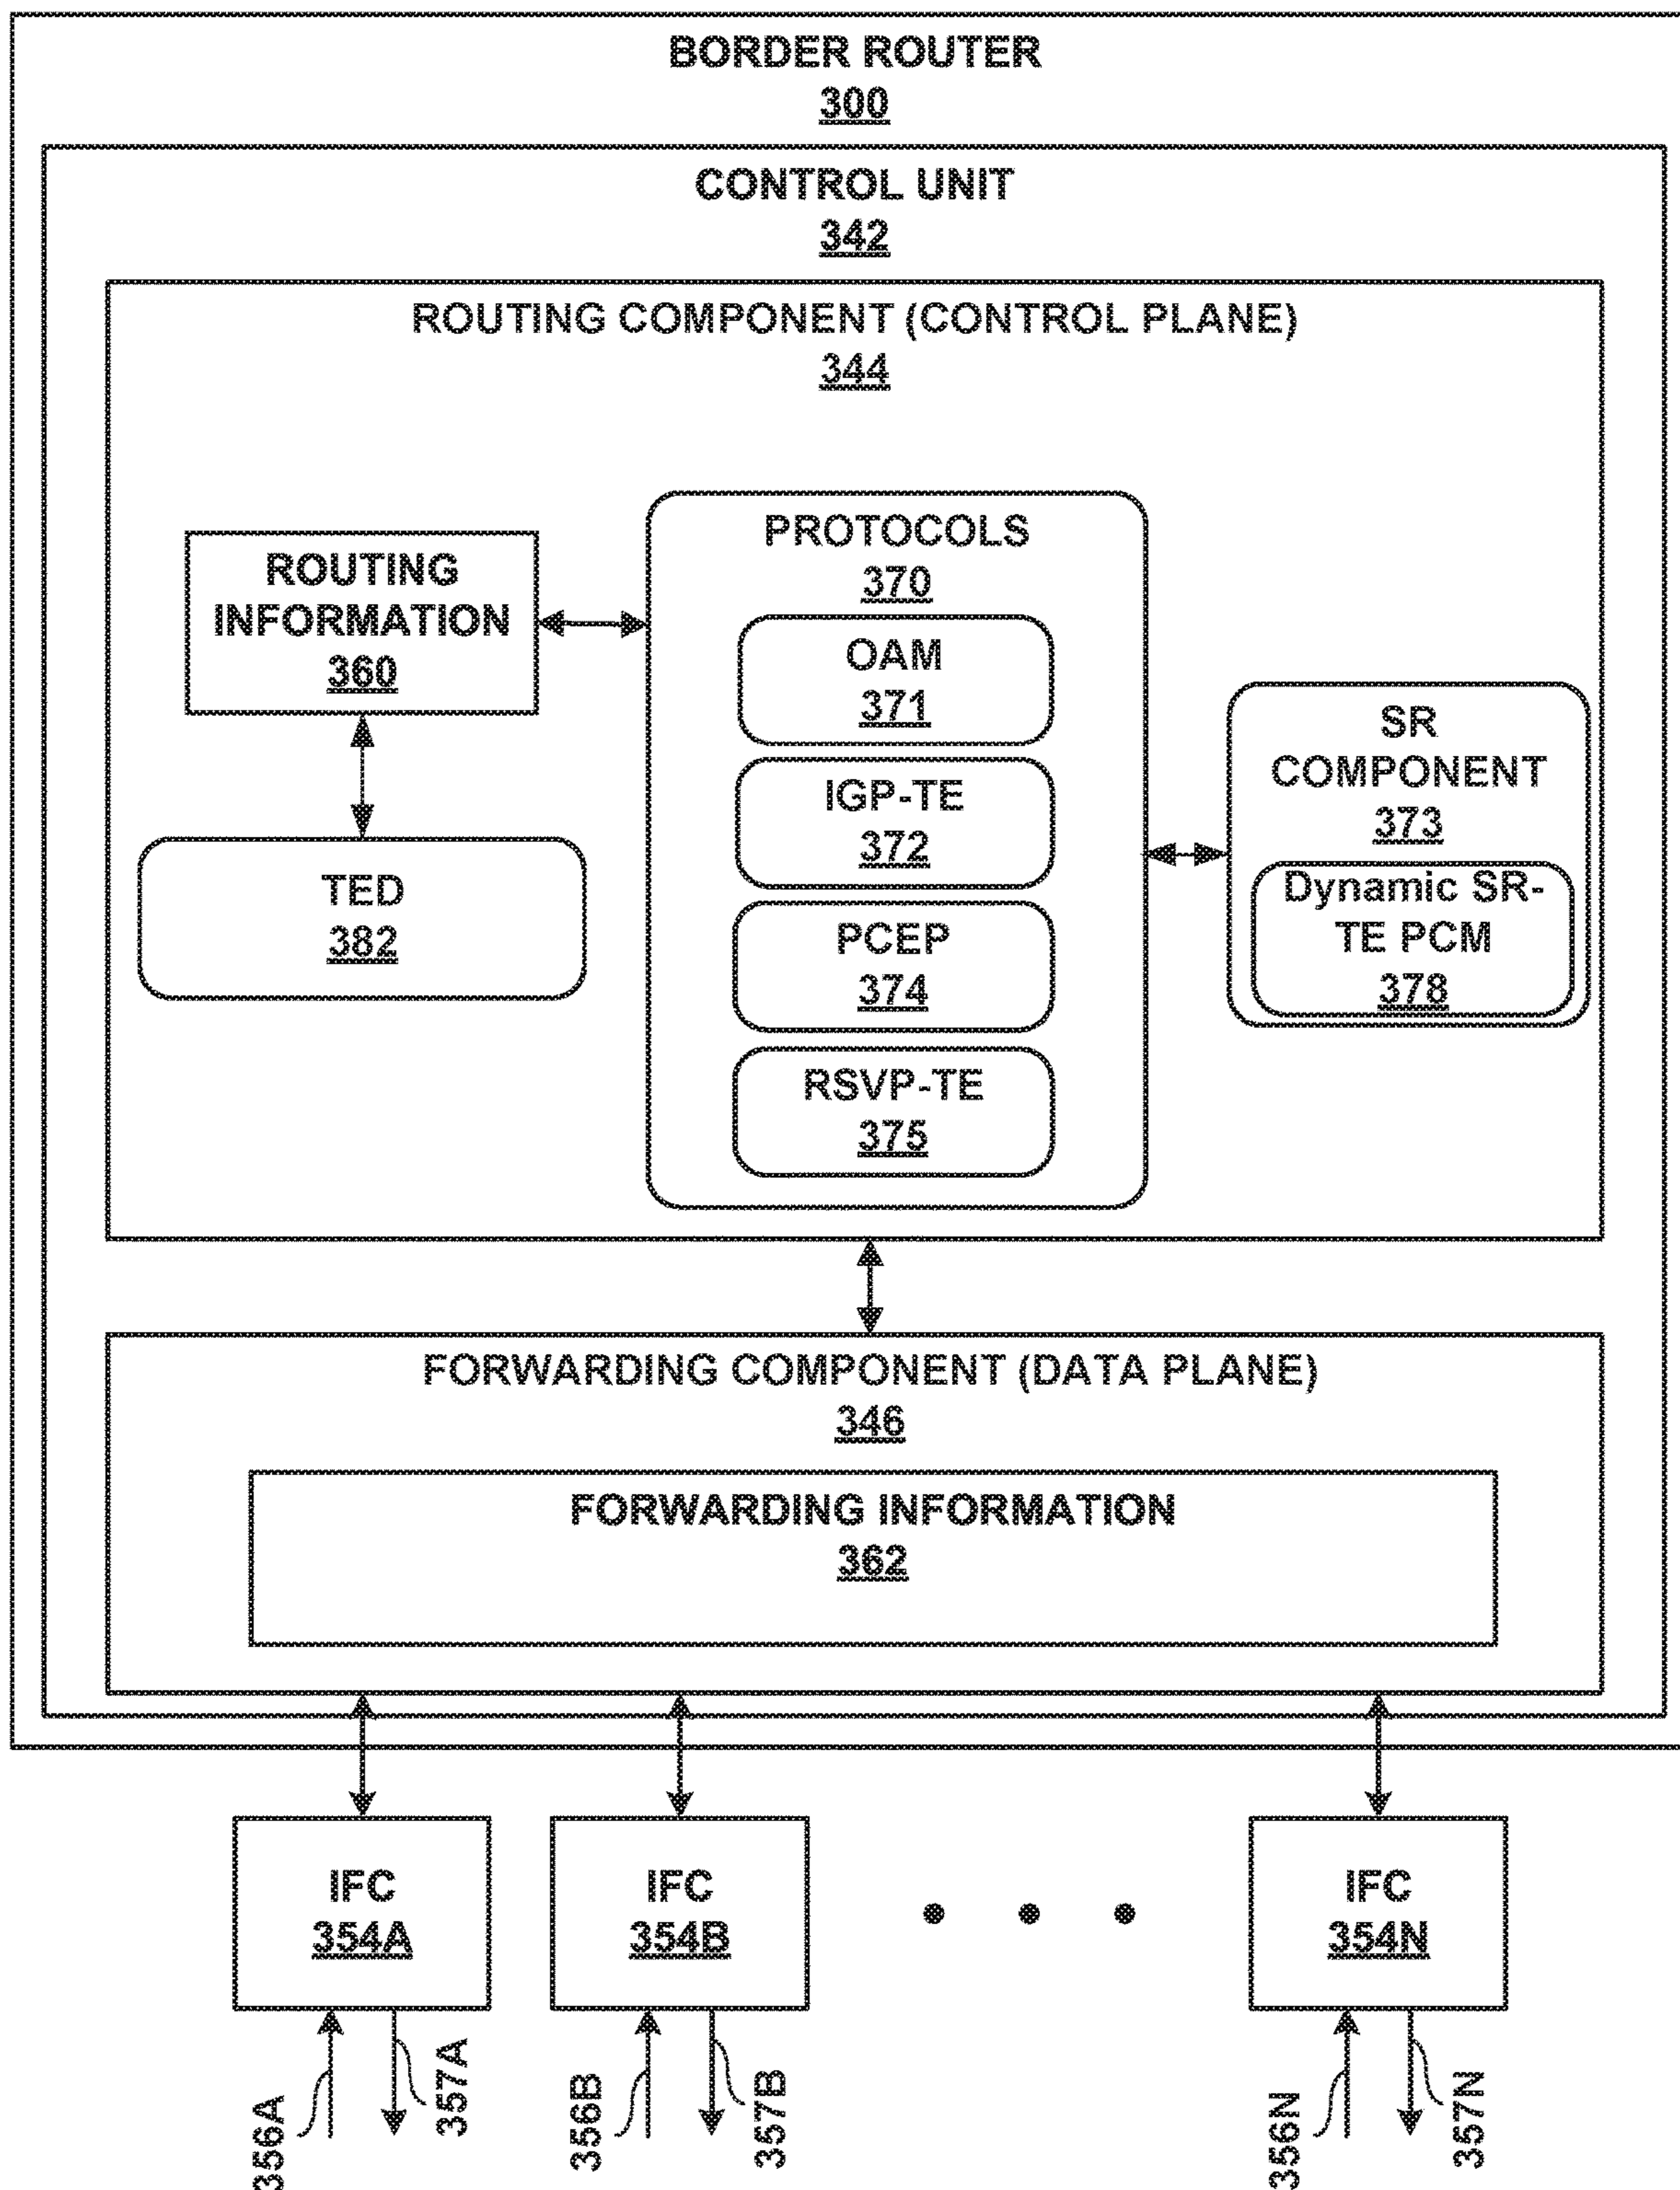 BORDER ROUTER
300
CONTROL UNIT
342
ROUTING COMPONENT (CONTROL PLANE)
344
ROUTING
INFORMATION
360
TED
382
PROTOCOLS
370
OAM
371
IGP-TE
372
PCEP
374
RSVP-TE
375
SR
COMPONENT
373
Dynamic SR-
TE PCM
378
FORWARDING COMPONENT (DATA PLANE)
346
FORWARDING INFORMATION
362
IFC
354A
IFC
354B
IFC
354N
356A
357A
356B
357B
356N
357N